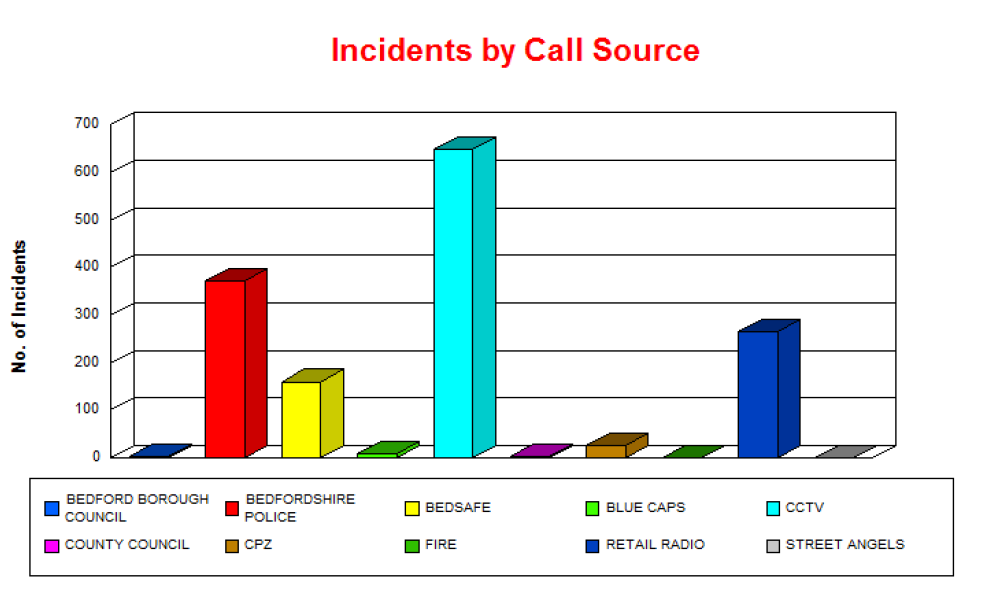 Incidents by Call Source
700
600
500
400
300
200
100
0
No. of Incidents
BEDFORD BOROUGH COUNCIL
BEDFORDSHIRE POLICE
BEDSAFE
BLUE CAPS
CCTV
COUNTY COUNCIL
CPZ
FIRE
RETAIL RADIO
STREET ANGELS